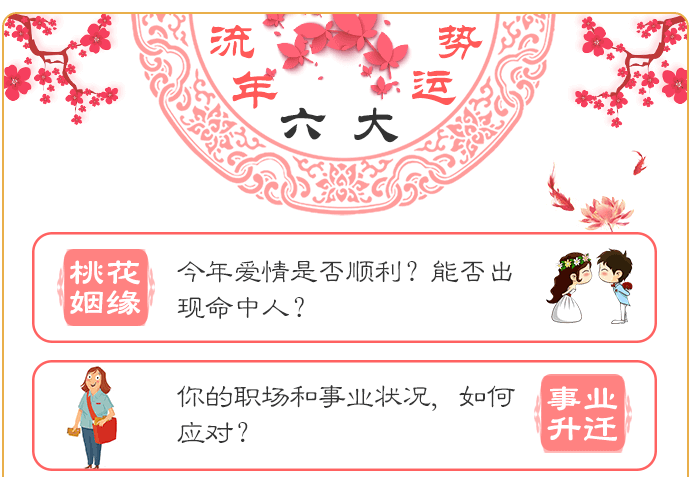 流年 六大 运势
桃花
姻缘
今年爱情是否顺利？能否出
现命中人？
你的职场和事业状况，如何
应对？
事业
升迁